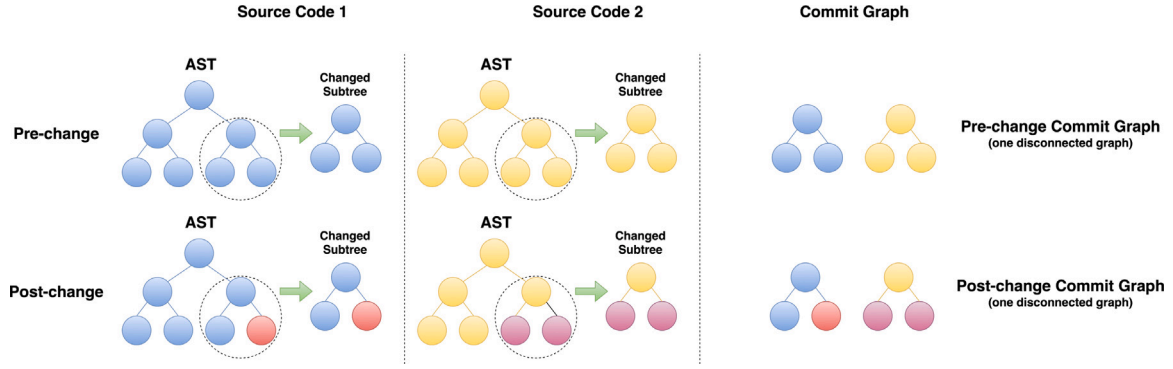 Source Code 1
Source Code 2
Commit Graph
AST
Changed
Subtree
AST
Changed
Subtree
Pre-change
Pre-change Commit Graph
(one disconnected graph)
AST
Changed
Subtree
AST
Changed
Subtree
Post-change
Post-change Commit Graph
(one disconnected graph)